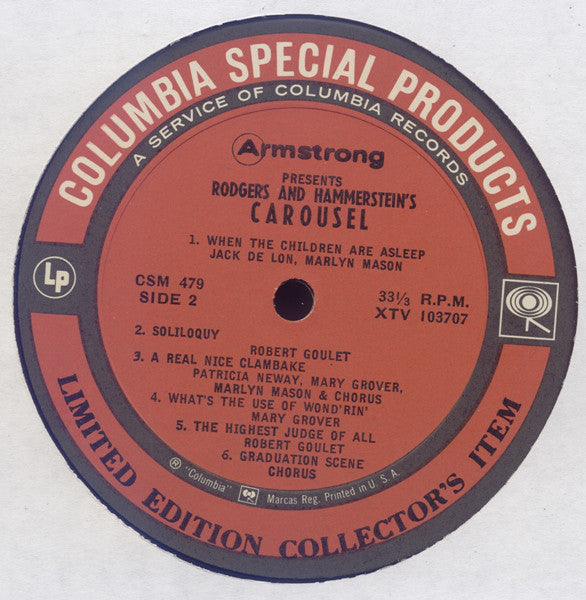 COLUMBIA SPECIAL PRODUCTS
A SERVICE OF COLUMBIA RECORDS
Armstrong
PRESENTS
RODGERS AND HAMMERSTEIN'S
CAROUSEL
1. WHEN THE CHILDREN ARE ASLEEP
JACK DE LON, MARLYN MASON
LP
CSM 479
SIDE 2
33⅓ R.P.M.
XTV 103707
2. SOLILOQUY
ROBERT GOULET
3. A REAL NICE CLAMBAKE
PATRICIA NEWAY, MARY GROVER,
MARLYN MASON & CHORUS
4. WHAT'S THE USE OF WOND'RIN'
MARY GROVER
5. THE HIGHEST JUDGE OF ALL
ROBERT GOULET
6. GRADUATION SCENE
CHORUS
® "Columbia" Marcas Reg. Printed in U.S.A.
LIMITED EDITION COLLECTOR'S ITEM